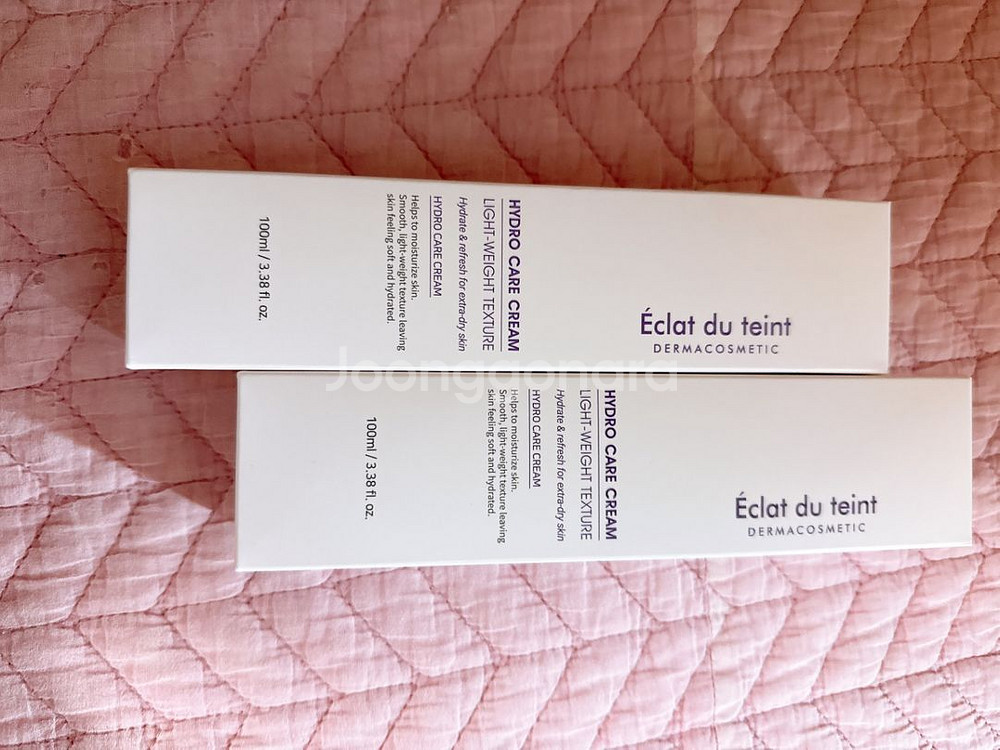 Éclat du teint
DERMACOSMETIC
HYDRO CARE CREAM
LIGHT-WEIGHT TEXTURE
Hydrate & refresh for extra-dry skin
HYDRO CARE CREAM
Helps to moisturize skin.
Smooth, light-weight texture leaving
skin feeling soft and hydrated.
100ml / 3.38 fl. oz.
Joongaonara
Éclat du teint
DERMACOSMETIC
HYDRO CARE CREAM
LIGHT-WEIGHT TEXTURE
Hydrate & refresh for extra-dry skin
HYDRO CARE CREAM
Helps to moisturize skin.
Smooth, light-weight texture leaving
skin feeling soft and hydrated.
100ml / 3.38 fl. oz.